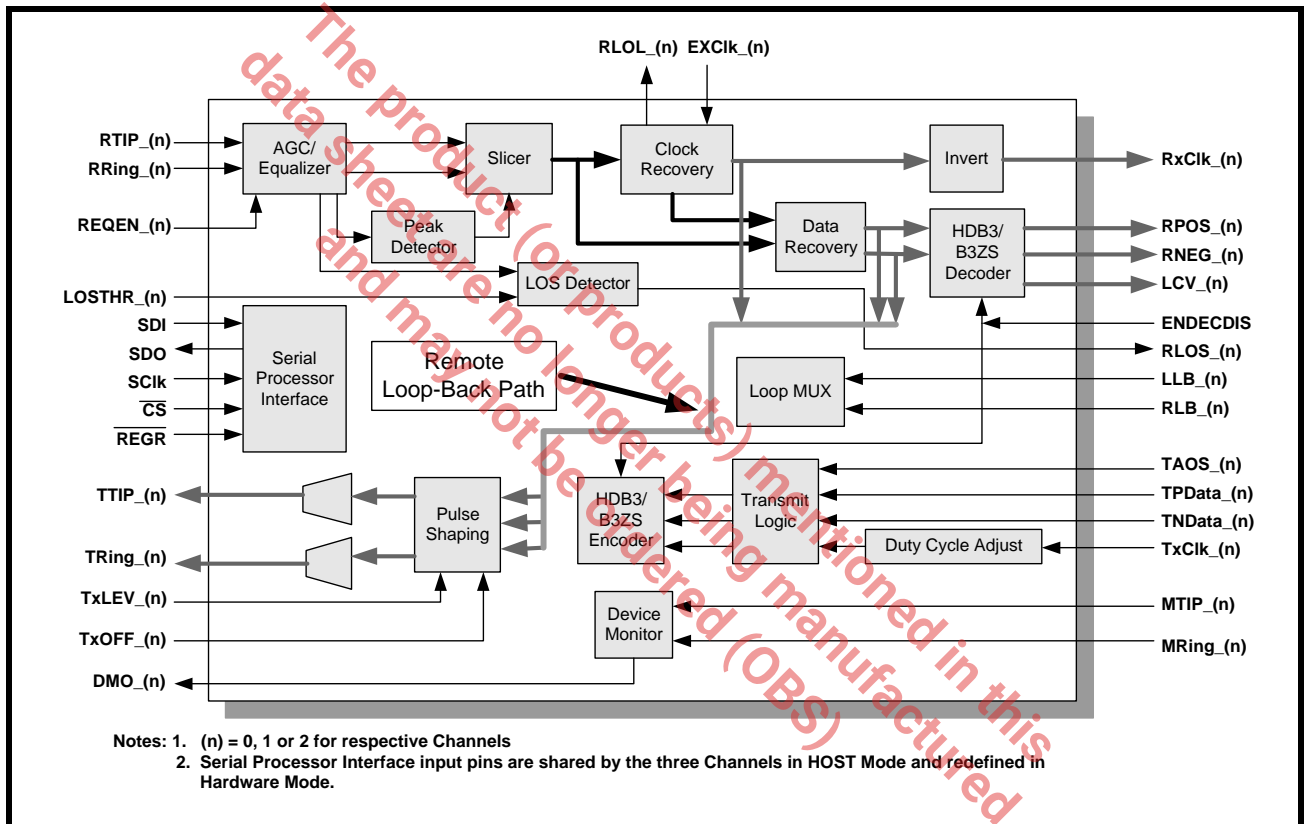 RLOL_(n) EXClk_(n)
RTIP_(n)
RRing_(n)
REQEN_(n)
LOSTHR_(n)
SDI
SDO
SClk
CS
REGR
TTIP_(n)
TRing_(n)
TxLEV_(n)
TxOFF_(n)
DMO_(n)
AGC/
Equalizer
Peak
Detector
Slicer
LOS Detector
Clock
Recovery
Data
Recovery
Invert
HDB3/
B3ZS
Decoder
Serial
Processor
Interface
Remote
Loop-Back Path
Loop MUX
Pulse
Shaping
HDB3/
B3ZS
Encoder
Transmit
Logic
Duty Cycle Adjust
Device
Monitor
RxClk_(n)
RPOS_(n)
RNEG_(n)
LCV_(n)
ENDECDIS
RLOS_(n)
LLB_(n)
RLB_(n)
TAOS_(n)
TPData_(n)
TNData_(n)
TxClk_(n)
MTIP_(n)
MRing_(n)
Notes: 1. (n) = 0, 1 or 2 for respective Channels
2. Serial Processor Interface input pins are shared by the three Channels in HOST Mode and redefined in
Hardware Mode.
The product (or products) mentioned in this
data sheet are no longer being manufactured
and may not be ordered (OBS)